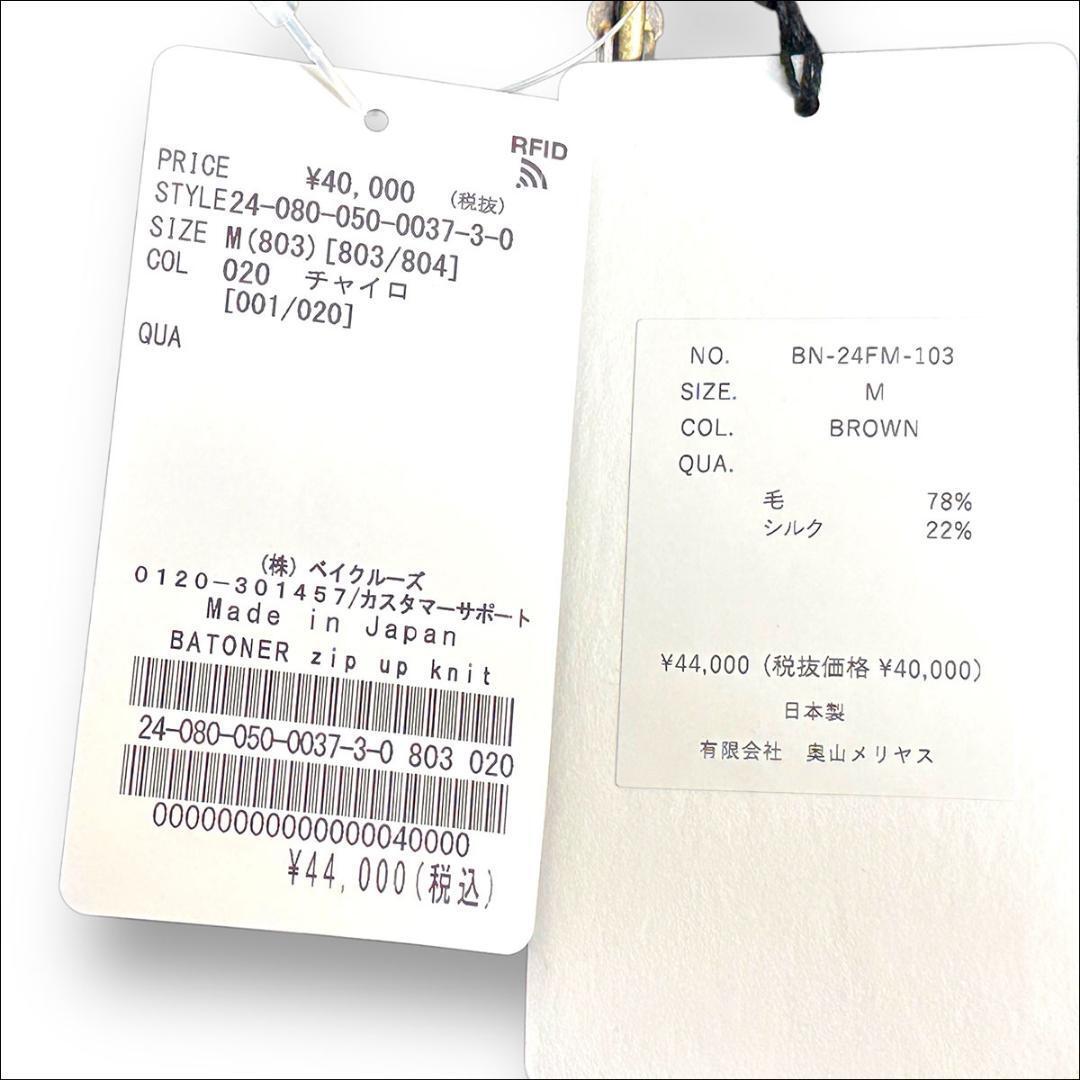 RFID
PRICE ¥40,000 (税抜)
STYLE24-080-050-0037-3-0
SIZE M(803)[803/804]
COL 020 チャイロ
[001/020]
QUA
(株) ベイクルーズ
0120-301457/カスタマーサポート
Made in Japan
BATONER zip up knit
24-080-050-0037-3-0 803 020
00000000000000040000
¥44,000(税込)
NO. BN-24FM-103
SIZE. M
COL. BROWN
QUA.
毛 78%
シルク 22%
¥44,000 (税抜価格 ¥40,000)
日本製
有限会社 奥山メリヤス